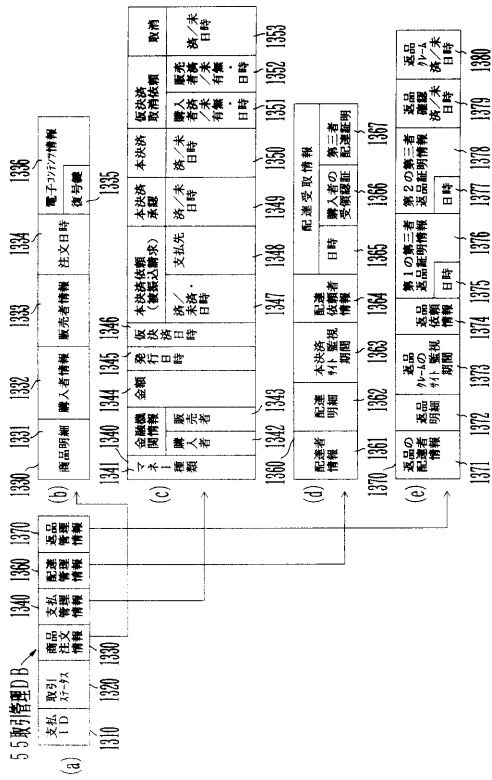 55取引管理DB
1310
1320
1330
1340
1360
1370
(a)
支払ID
取引ステータス
商品注文情報
支払管理情報
配達管理情報
返品管理情報
(b)
1330
1331
1332
1333
1334
1335
1336
商品明細
購入者情報
販売者情報
注文日時
電子コンテンツ情報
復号鍵
(c)
1340
1341
1342
1343
1344
1345
1346
1347
1348
1349
1350
1351
1352
1353
マネー種類
金融機関情報
購入者
販売者
金額
発行日時
仮決済日時
本決済依頼(被振込請求)
済/未済・日時
支払先
本決済承認
済/未日時
本決済
済/未日時
仮決済取消依頼
購入者済/未有無・日時
販売者済/未有無・日時
取消
済/未日時
(d)
1360
1361
1362
1363
1364
1365
1366
1367
配達者情報
配達明細
本決済サイト監視期間
配達依頼者情報
配達受取情報
日時
購入者の受領認証
第三者配達証明
(e)
1370
1371
1372
1373
1374
1375
1376
1377
1378
1379
1380
返品の配達者情報
返品明細
返品クレームのサイト監視期間
返品依頼情報
第1の第三者返品証明情報
日時
第2の第三者返品証明情報
日時
返品確認
済/未日時
返品クレーム
済/未日時